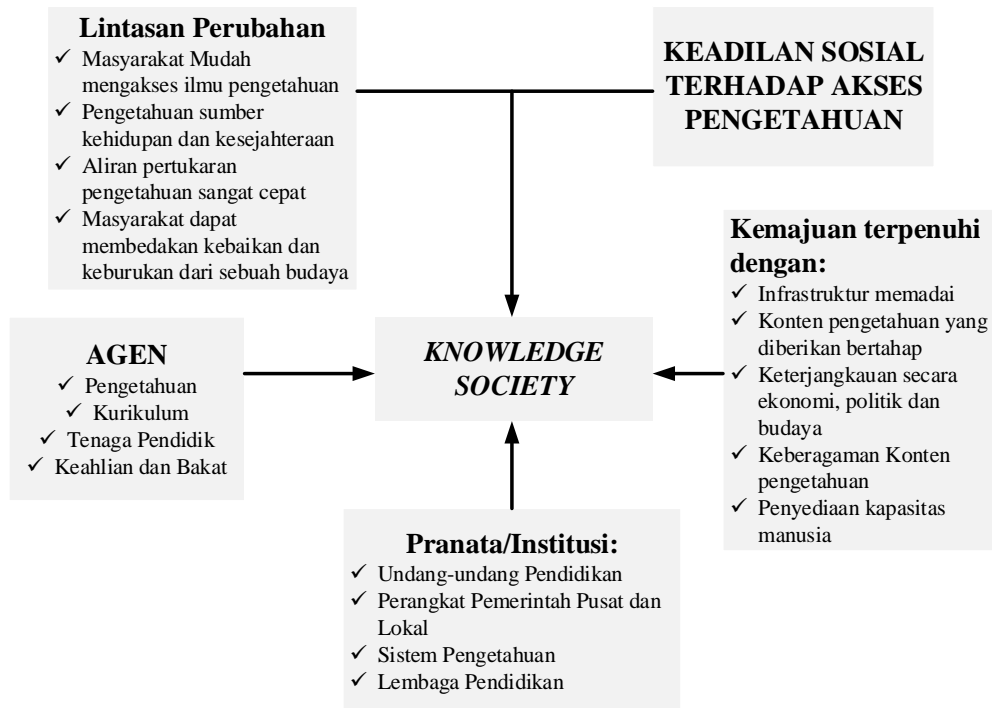 Lintasan Perubahan
✓ Masyarakat Mudah
mengakses ilmu pengetahuan
✓ Pengetahuan sumber
kehidupan dan kesejahteraan
✓ Aliran pertukaran
pengetahuan sangat cepat
✓ Masyarakat dapat
membedakan kebaikan dan
keburukan dari sebuah budaya
KEADILAN SOSIAL
TERHADAP AKSES
PENGETAHUAN
AGEN
✓ Pengetahuan
✓ Kurikulum
✓ Tenaga Pendidik
✓ Keahlian dan Bakat
KNOWLEDGE
SOCIETY
Kemajuan terpenuhi
dengan:
✓ Infrastruktur memadai
✓ Konten pengetahuan yang
diberikan bertahap
✓ Keterjangkauan secara
ekonomi, politik dan
budaya
✓ Keberagaman Konten
pengetahuan
✓ Penyediaan kapasitas
manusia
Pranata/Institusi:
✓ Undang-undang Pendidikan
✓ Perangkat Pemerintah Pusat dan
Lokal
✓ Sistem Pengetahuan
✓ Lembaga Pendidikan